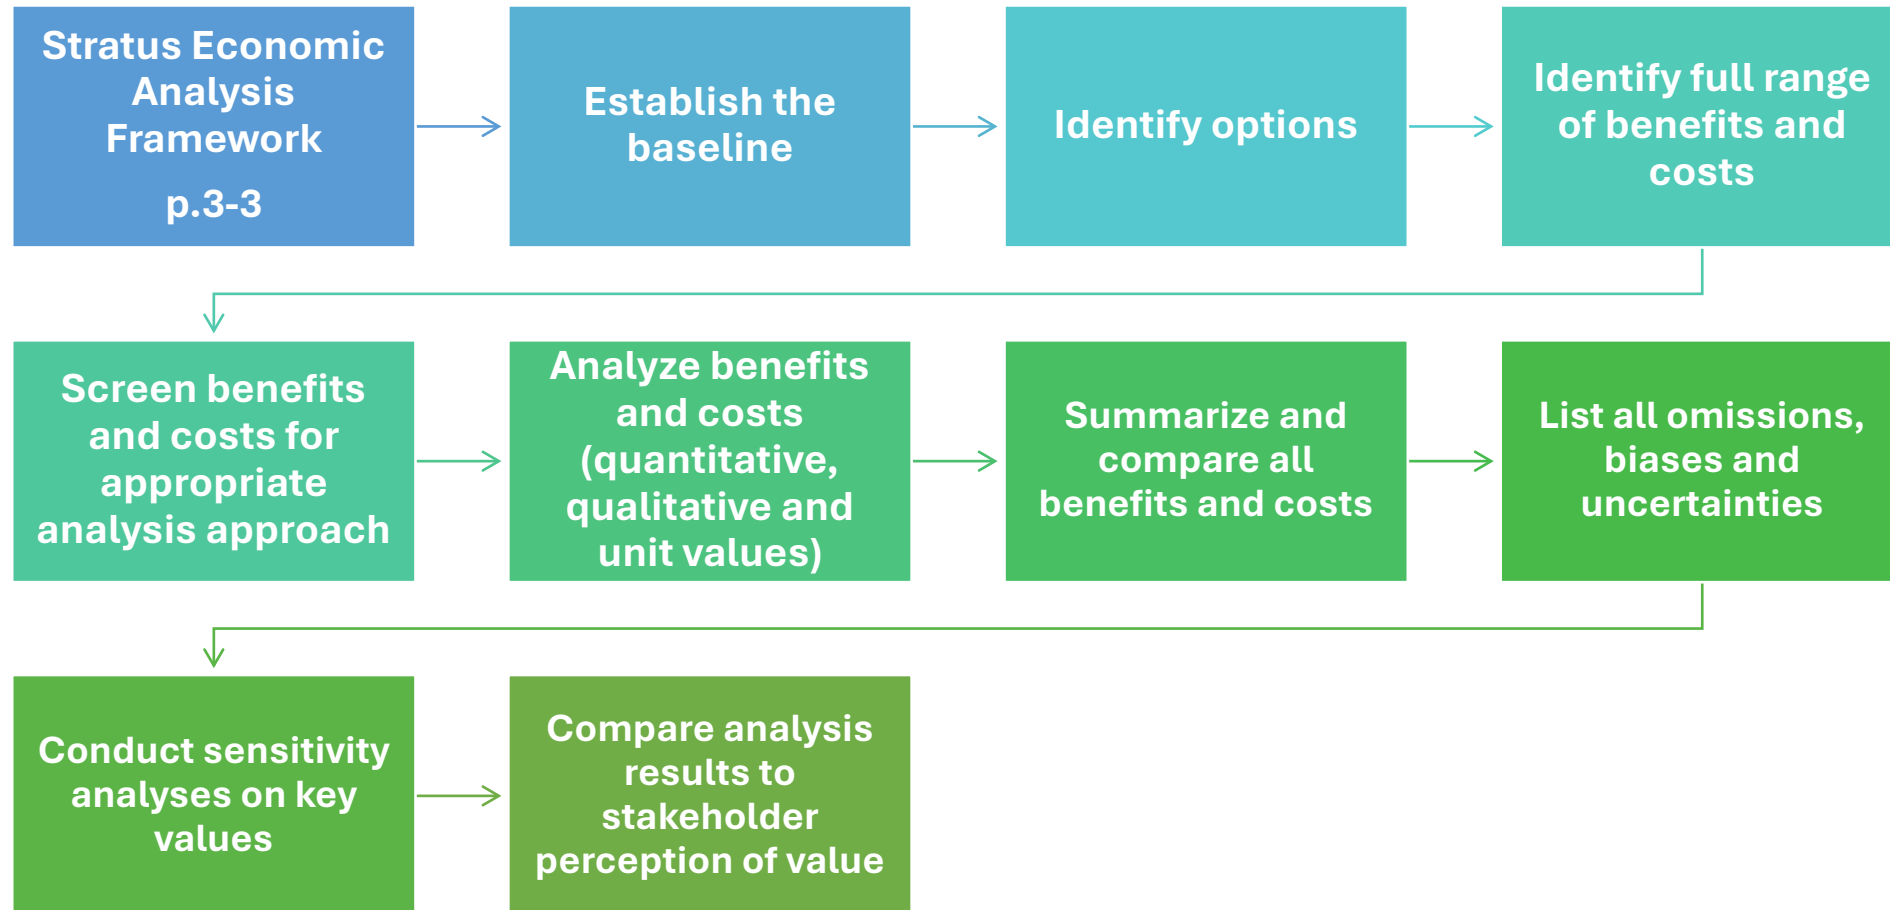 Stratus Economic
Analysis
Framework
p.3-3
Establish the
baseline
Identify options
Identify full range
of benefits and
costs
Screen benefits
and costs for
appropriate
analysis approach
Analyze benefits
and costs
(quantitative,
qualitative and
unit values)
Summarize and
compare all
benefits and costs
List all omissions,
biases and
uncertainties
Conduct sensitivity
analyses on key
values
Compare analysis
results to
stakeholder
perception of value